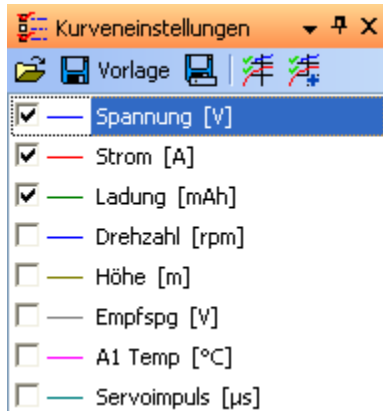 Kurveneinstellungen
Vorlage
Spannung [V]
Strom [A]
Ladung [mAh]
Drehzahl [rpm]
Höhe [m]
Empfspg [V]
A1 Temp [°C]
Servoimpuls [µs]